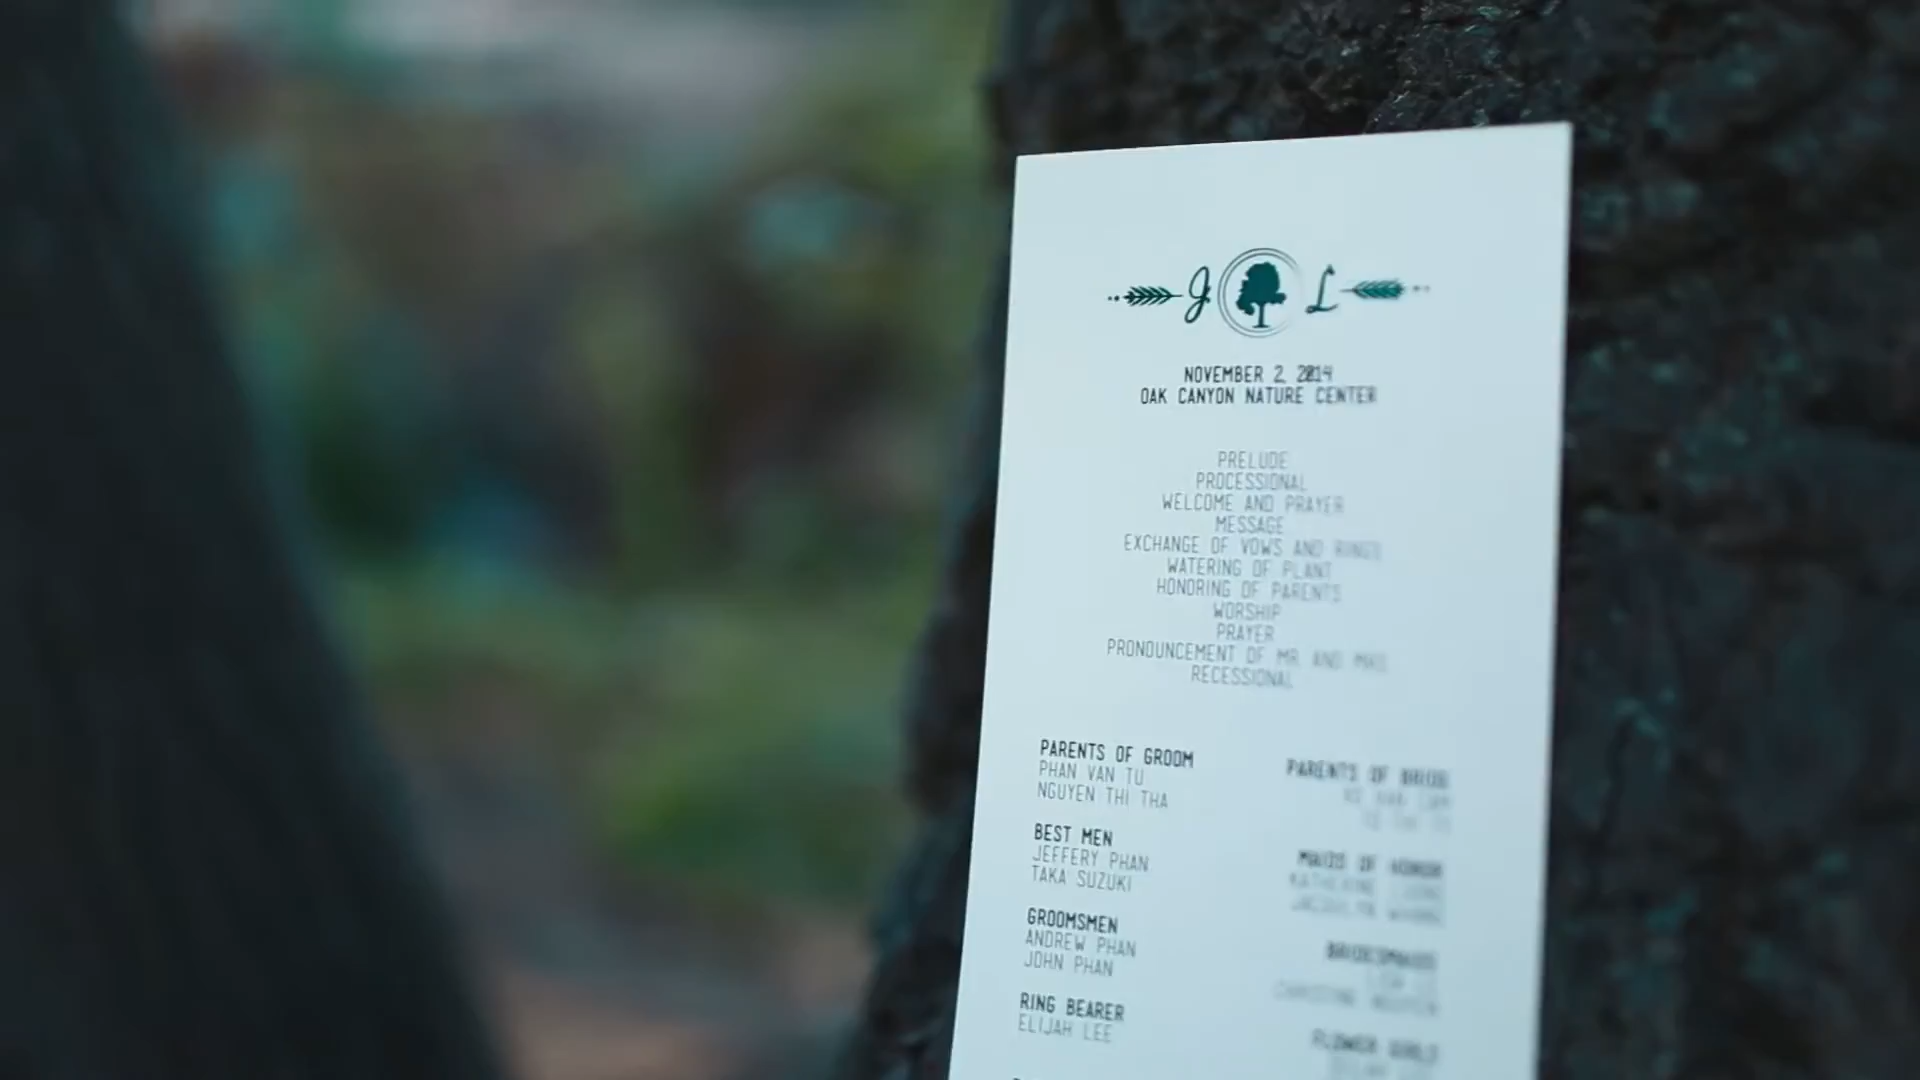 J L
NOVEMBER 2, 2014
OAK CANYON NATURE CENTER
PRELUDE
PROCESSIONAL
WELCOME AND PRAYER
MESSAGE
EXCHANGE OF VOWS AND RINGS
WATERING OF PLANT
HONORING OF PARENTS
WORSHIP
PRAYER
PRONOUNCEMENT OF MR. AND MRS.
RECESSIONAL
PARENTS OF GROOM
PHAN VAN TU
NGUYEN THI THA
BEST MEN
JEFFERY PHAN
TAKA SUZUKI
GROOMSMEN
ANDREW PHAN
JOHN PHAN
RING BEARER
ELIJAH LEE
PARENTS OF BRIDE
MAIDS OF HONOR
KATHERINE
BRIDESMAIDS
CHRISTINE NGUYEN
FLOWER GIRLS